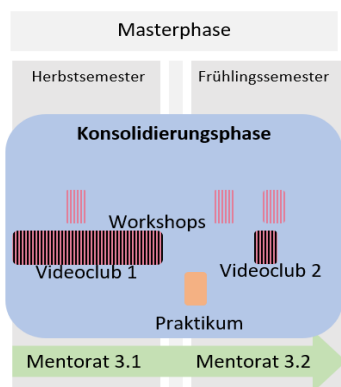 Masterphase
Herbstsemester
Frühlingssemester
Konsolidierungsphase
Workshops
Videoclub 1
Videoclub 2
Praktikum
Mentorat 3.1
Mentorat 3.2